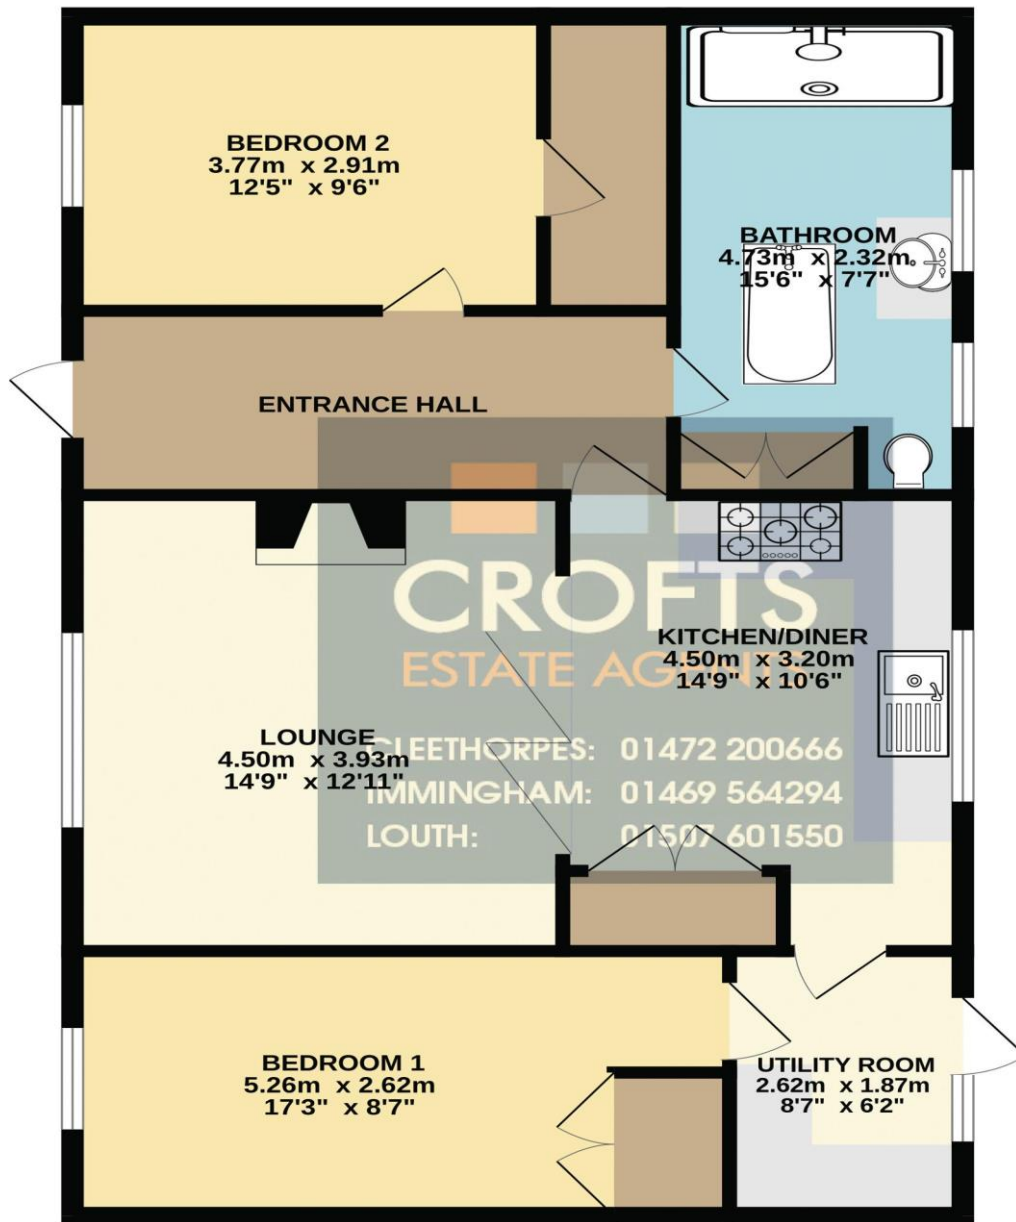 BEDROOM 2
3.77m x 2.91m
12'5" x 9'6"
BATHROOM
4.73m x 2.32m
15'6" x 7'7"
ENTRANCE HALL
CROFTS
ESTATE AGENTS
CLEETHORPES: 01472 200666
IMMINGHAM: 01469 564294
LOUTH: 01507 601550
KITCHEN/DINER
4.50m x 3.20m
14'9" x 10'6"
LOUNGE
4.50m x 3.93m
14'9" x 12'11"
BEDROOM 1
5.26m x 2.62m
17'3" x 8'7"
UTILITY ROOM
2.62m x 1.87m
8'7" x 6'2"